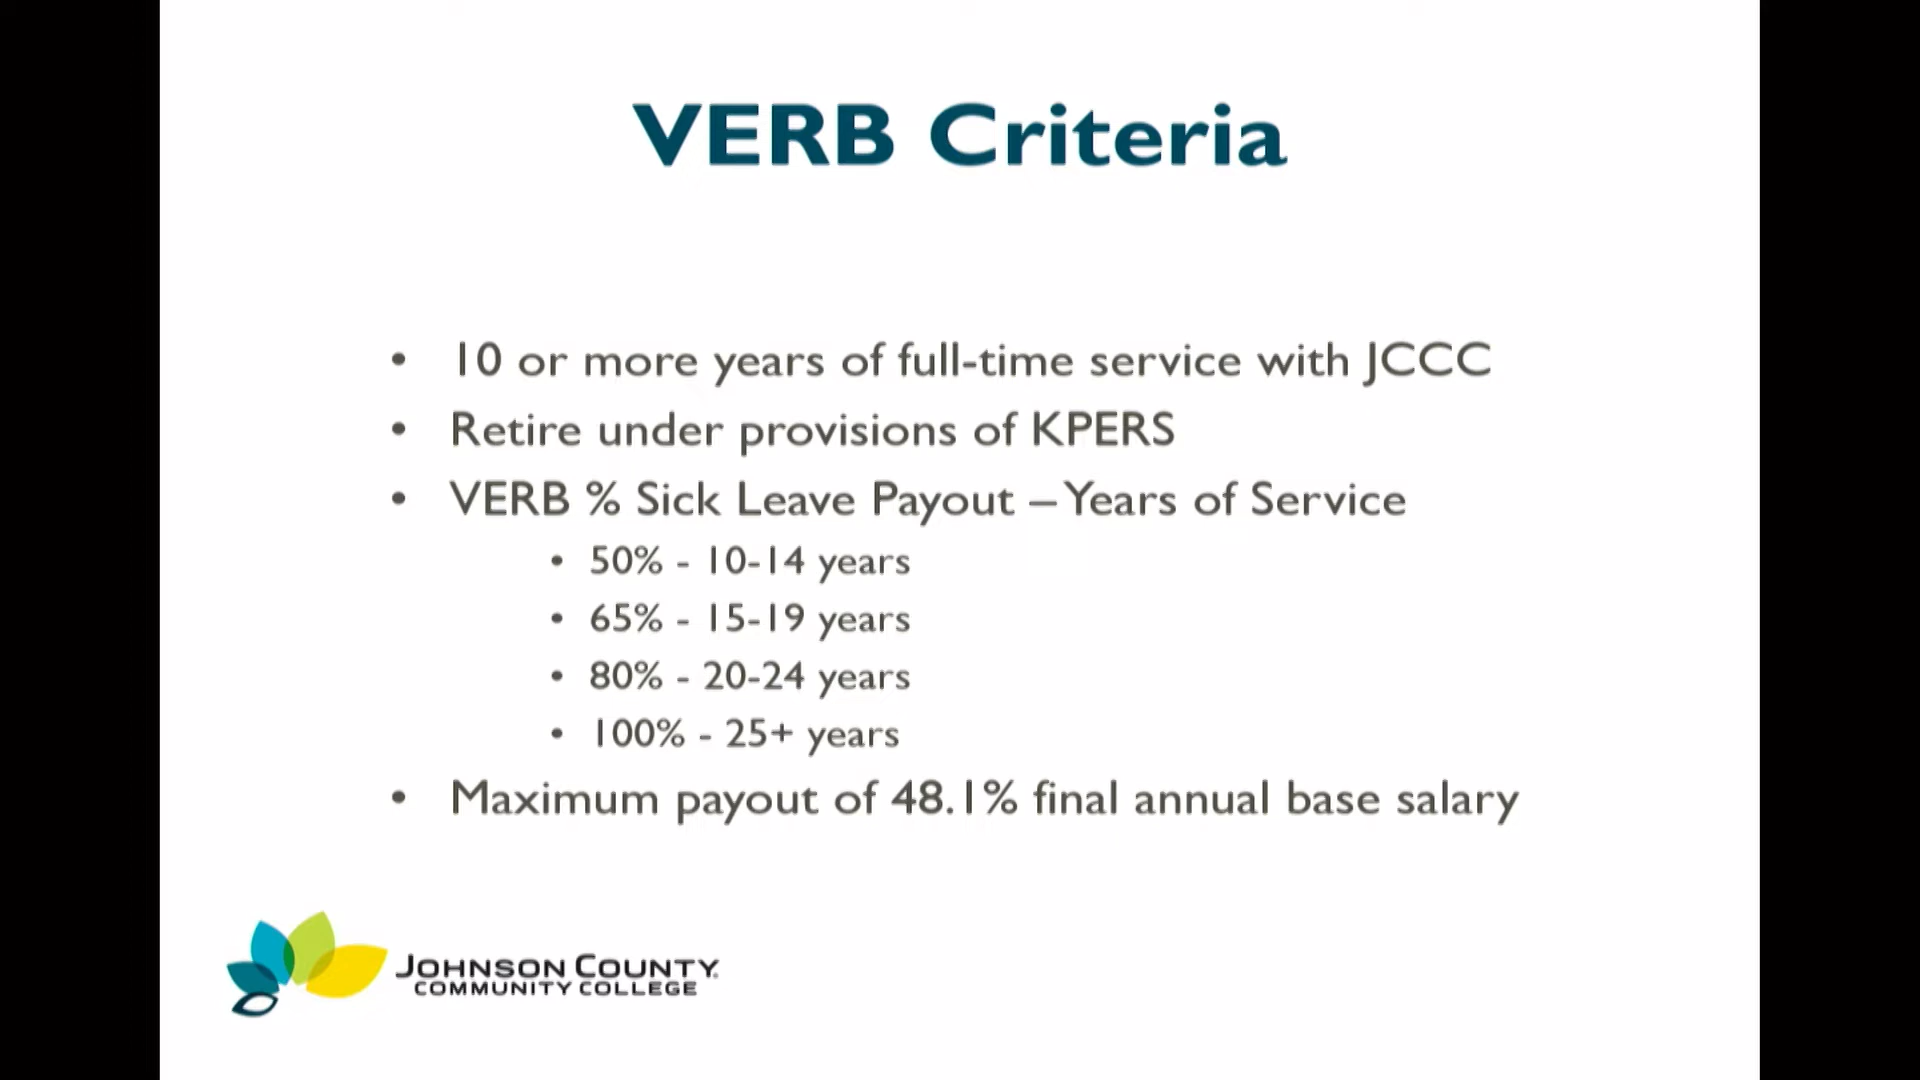 VERB Criteria
• 10 or more years of full-time service with JCCC
• Retire under provisions of KPERS
• VERB % Sick Leave Payout – Years of Service
• 50% - 10-14 years
• 65% - 15-19 years
• 80% - 20-24 years
• 100% - 25+ years
• Maximum payout of 48.1% final annual base salary
JOHNSON COUNTY
COMMUNITY COLLEGE